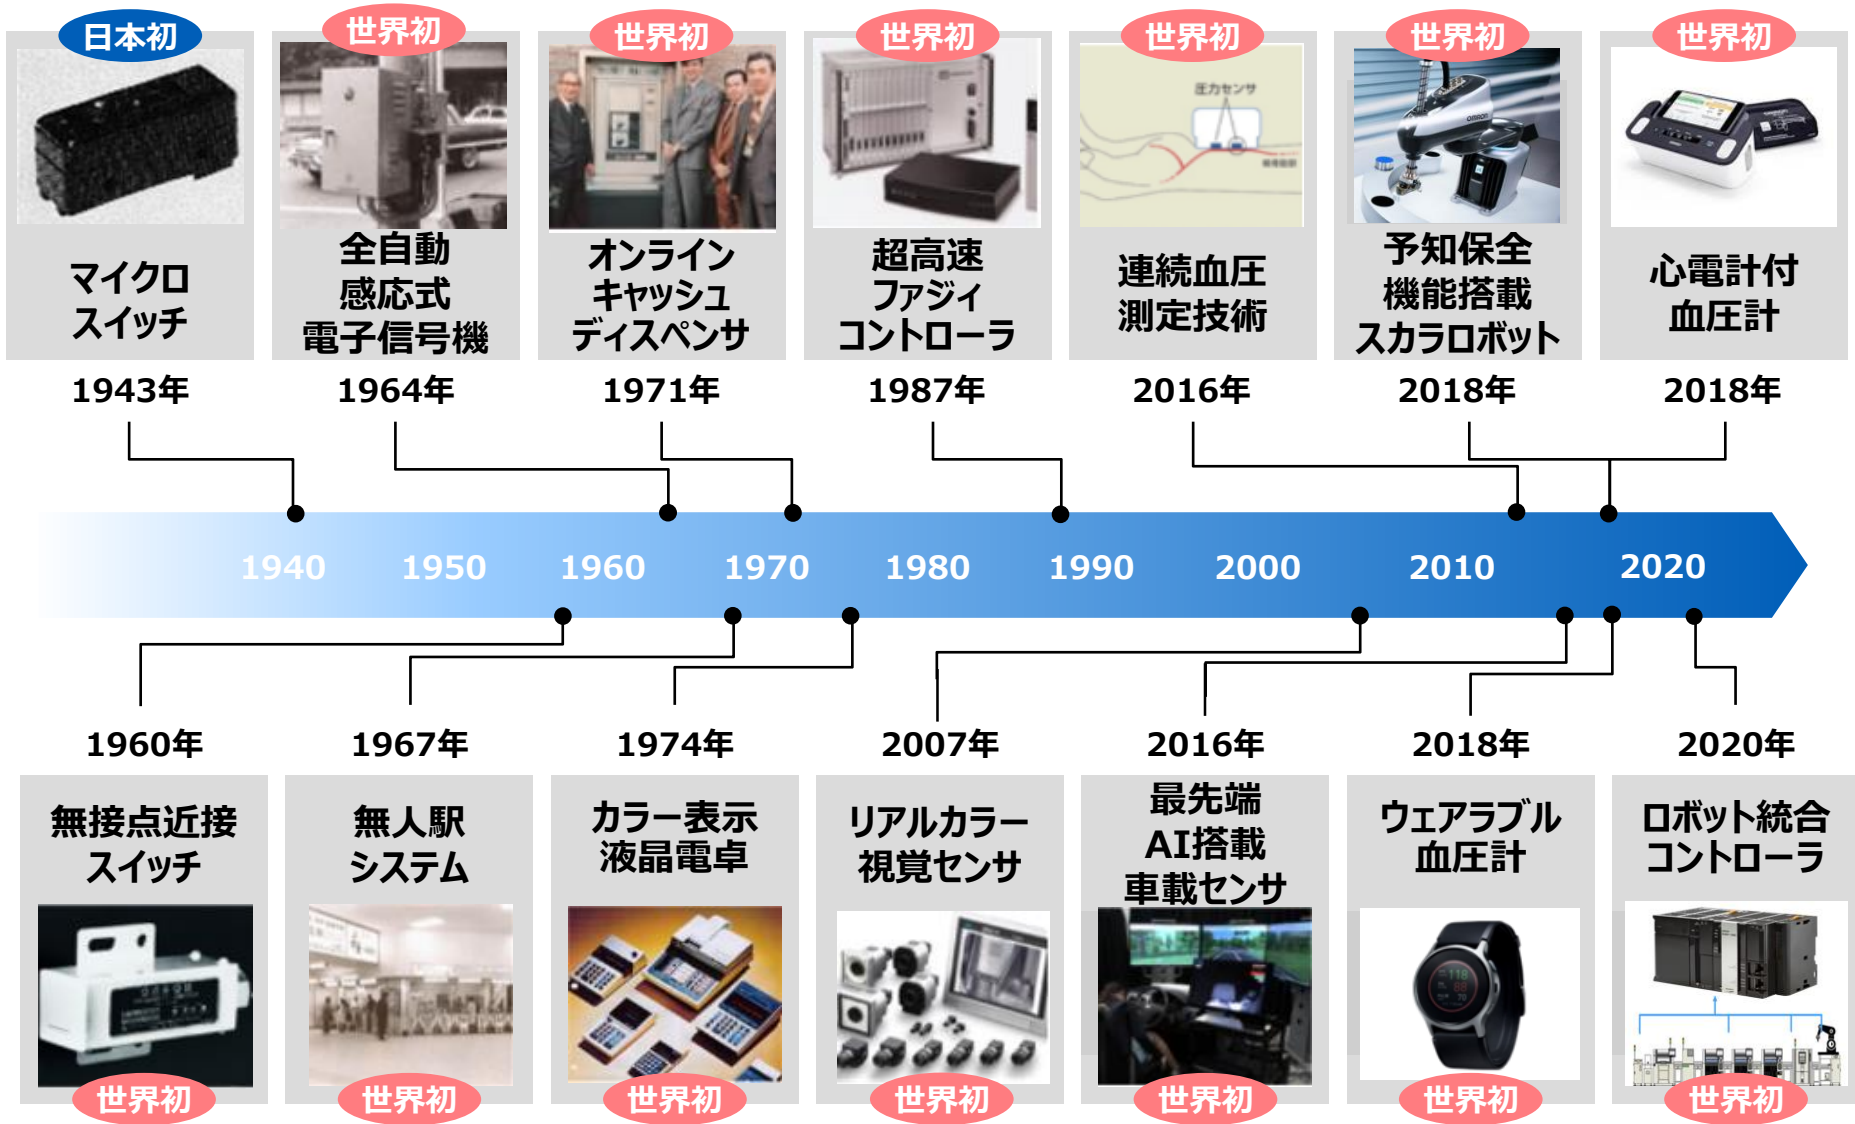 日本初
世界初
世界初
世界初
世界初
世界初
世界初
圧力センサ
OMRON
マイクロ
スイッチ
全自動
感応式
電子信号機
オンライン
キャッシュ
ディスペンサ
超高速
ファジィ
コントローラ
連続血圧
測定技術
予知保全
機能搭載
スカラロボット
心電計付
血圧計
1943年
1964年
1971年
1987年
2016年
2018年
2018年
1940
1950
1960
1970
1980
1990
2000
2010
2020
1960年
1967年
1974年
2007年
2016年
2018年
2020年
無接点近接
スイッチ
無人駅
システム
カラー表示
液晶電卓
リアルカラー
視覚センサ
最先端
AI搭載
車載センサ
ウェアラブル
血圧計
ロボット統合
コントローラ
118
88
70
世界初
世界初
世界初
世界初
世界初
世界初
世界初